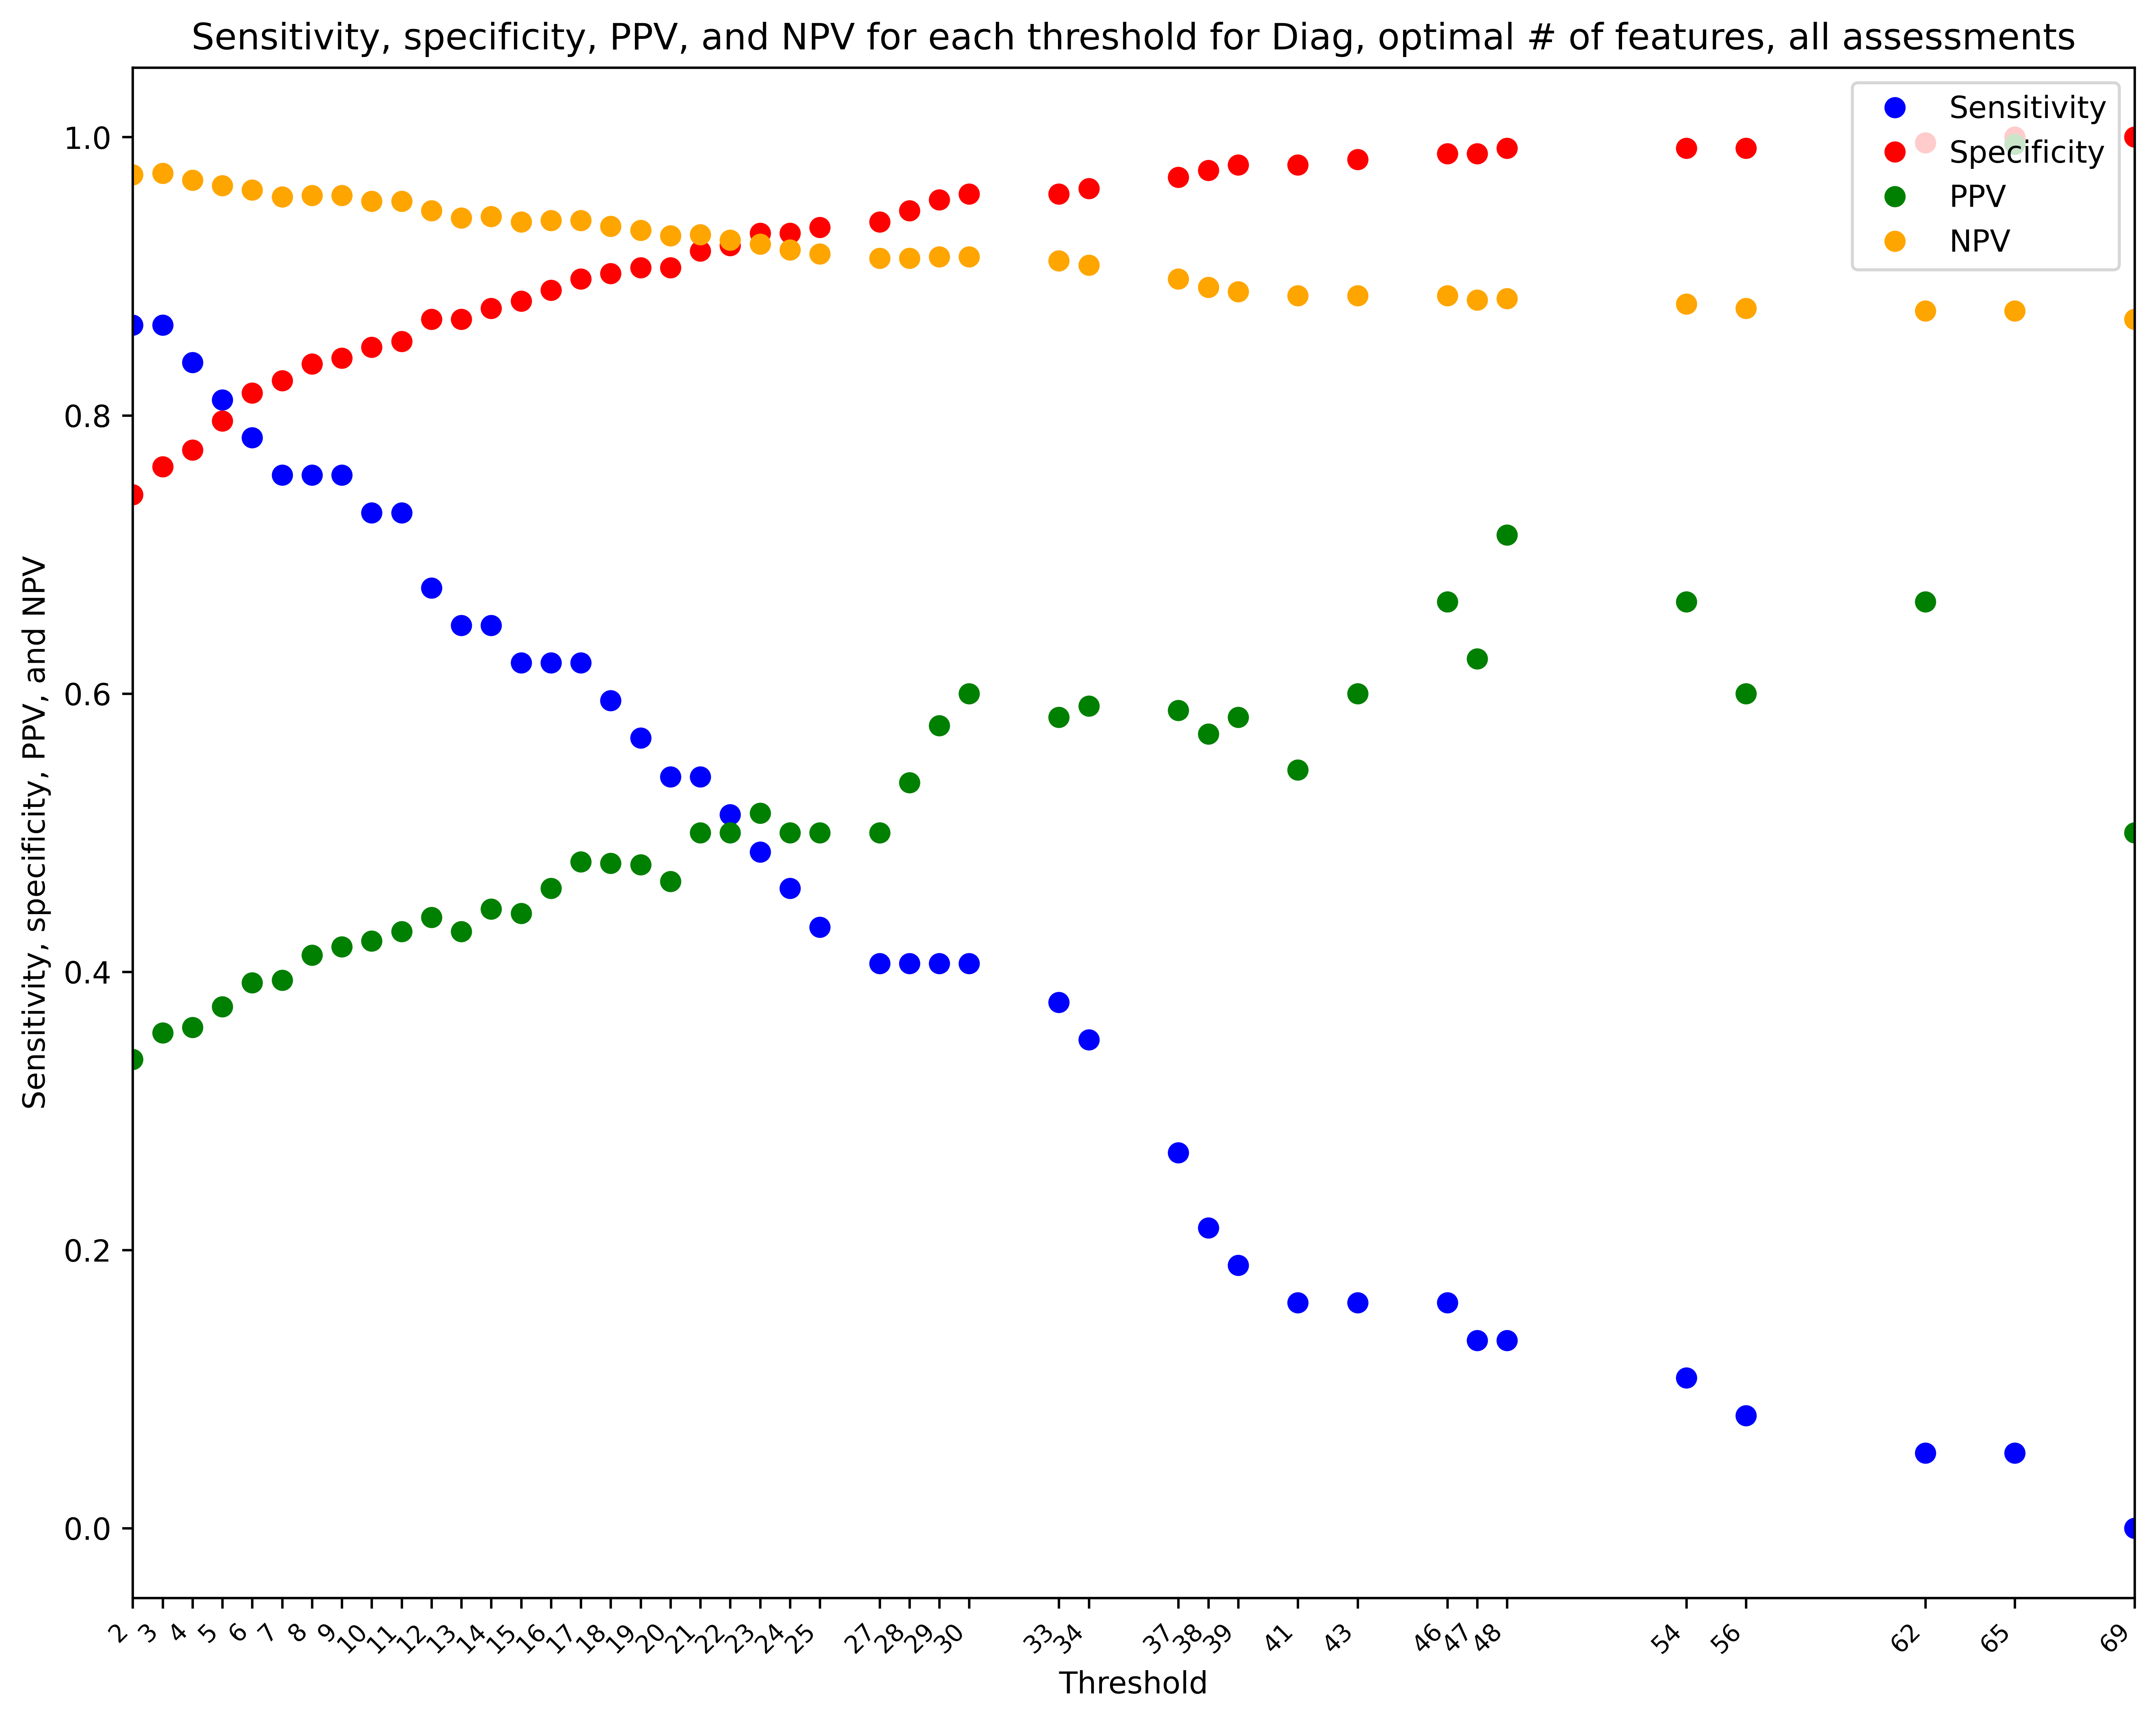 Sensitivity, specificity, PPV, and NPV for each threshold for Diag, optimal # of features, all assessments
Sensitivity
Specificity
PPV
NPV
Sensitivity, specificity, PPV, and NPV
1.0
0.8
0.6
0.4
0.2
0.0
2 3 4 5 6 7 8 9 10 11 12 13 14 15 16 17 18 19 20 21 22 23 24 25 27 28 29 30 33 34 37 38 39 41 43 46 47 48 54 56 62 65 69
Threshold